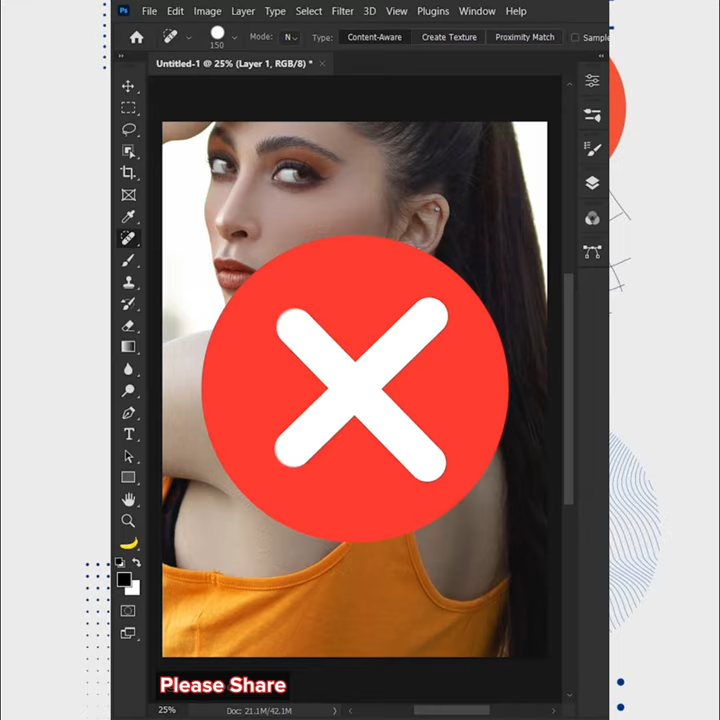 Ps File Edit Image Layer Type Select Filter 3D View Plugins Window Help
150 Mode: N Type: Content-Aware Create Texture Proximity Match Sample
Untitled-1 @ 25% (Layer 1, RGB/8) *
T
Please Share
25% Doc: 21.1M/42.1M